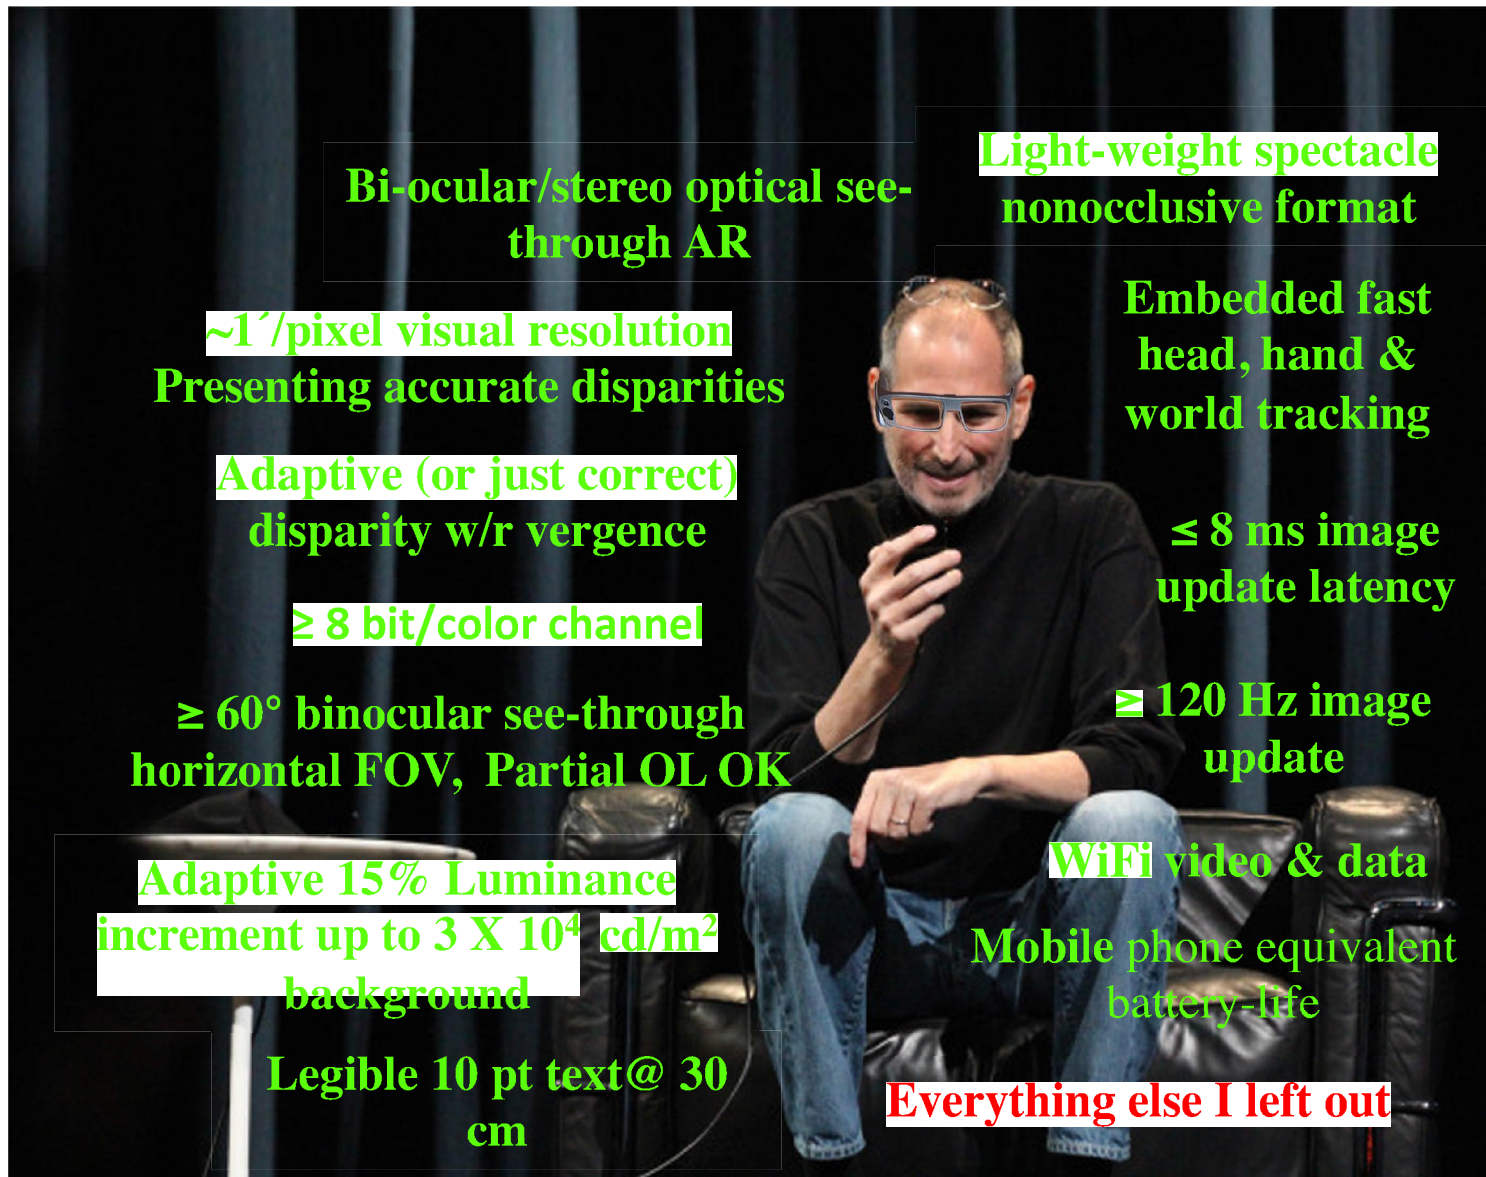 Bi-ocular/stereo optical see-
through AR
~1´/pixel visual resolution
Presenting accurate disparities
Adaptive (or just correct)
disparity w/r vergence
≥ 8 bit/color channel
≥ 60° binocular see-through
horizontal FOV, Partial OL OK
Adaptive 15% Luminance
increment up to 3 X 10⁴ cd/m²
background
Legible 10 pt text@ 30
cm
Light-weight spectacle
nonocclusive format
Embedded fast
head, hand &
world tracking
≤ 8 ms image
update latency
≥ 120 Hz image
update
WiFi video & data
Mobile phone equivalent
battery-life
Everything else I left out